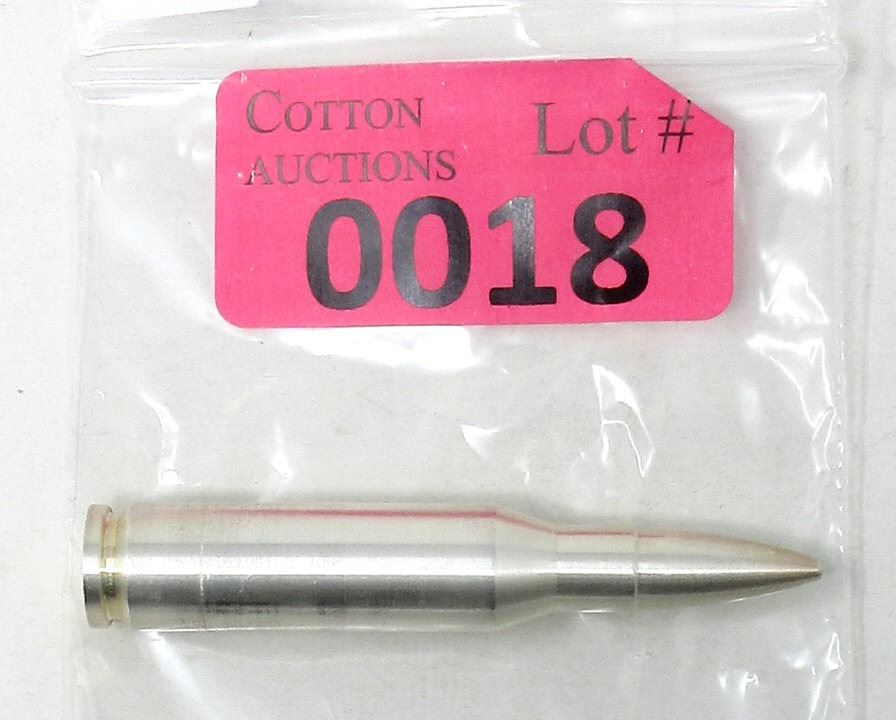 COTTON
AUCTIONS
Lot #
0018